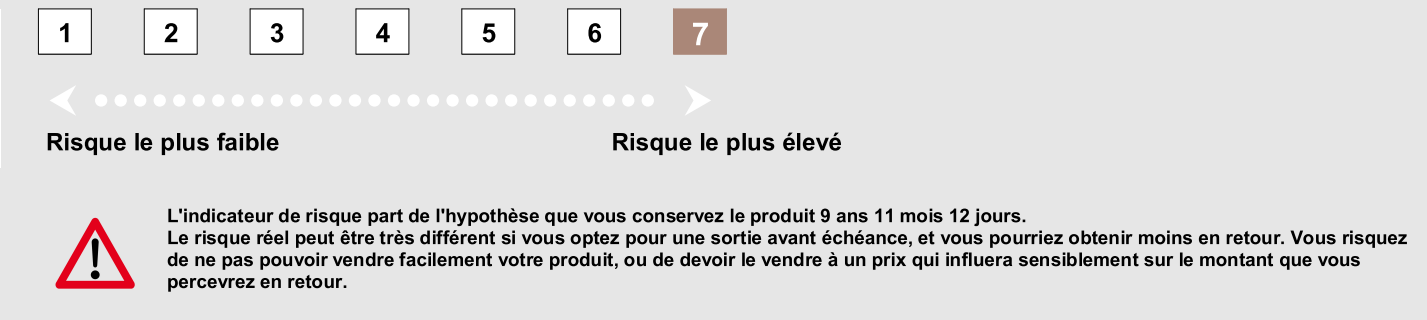 1 2 3 4 5 6 7
Risque le plus faible Risque le plus élevé
L'indicateur de risque part de l'hypothèse que vous conservez le produit 9 ans 11 mois 12 jours.
Le risque réel peut être très différent si vous optez pour une sortie avant échéance, et vous pourriez obtenir moins en retour. Vous risquez
de ne pas pouvoir vendre facilement votre produit, ou de devoir le vendre à un prix qui influera sensiblement sur le montant que vous
percevrez en retour.